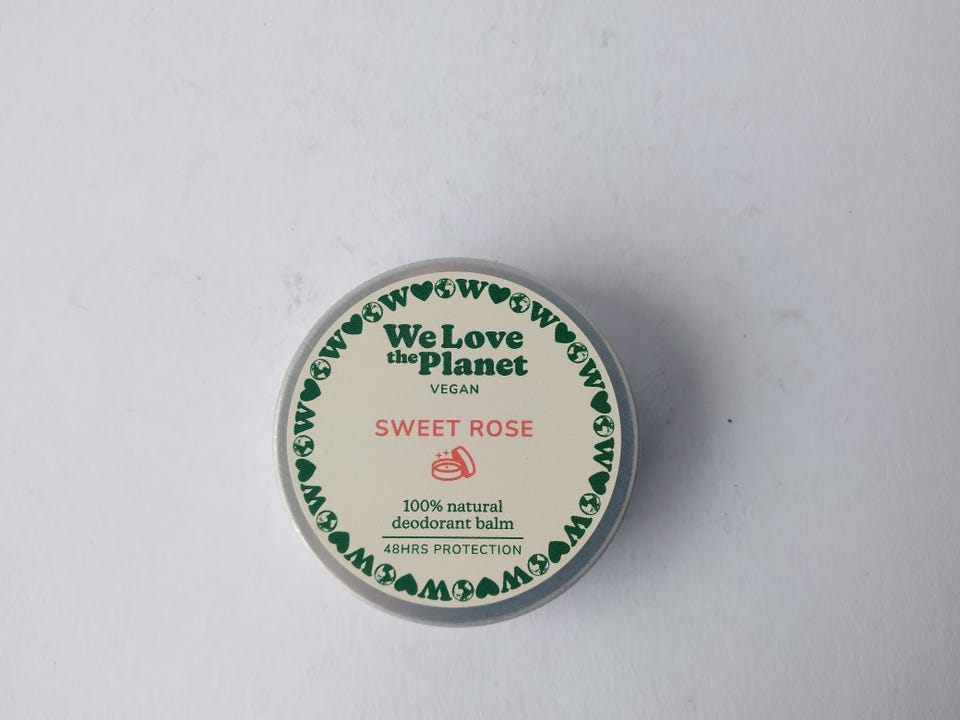 We Love
the Planet
VEGAN
SWEET ROSE
100% natural
deodorant balm
48HRS PROTECTION
W W W W W W W W W W W W